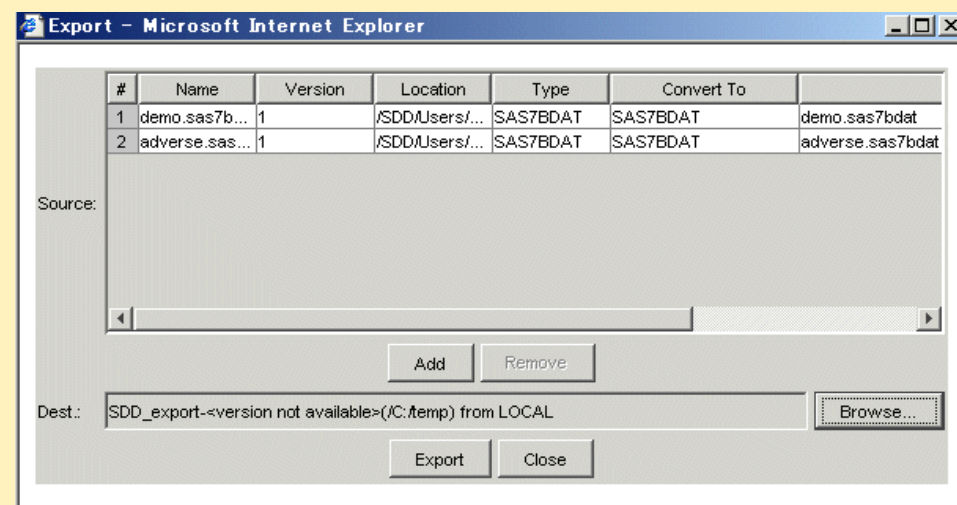 Export - Microsoft Internet Explorer
# Name Version Location Type Convert To
1 demo.sas7b... 1 /SDD/Users/... SAS7BDAT SAS7BDAT demo.sas7bdat
2 adverse.sas... 1 /SDD/Users/... SAS7BDAT SAS7BDAT adverse.sas7bdat
Source:
Add Remove
Dest.: SDD_export-<version not available>(/C:/temp) from LOCAL Browse...
Export Close